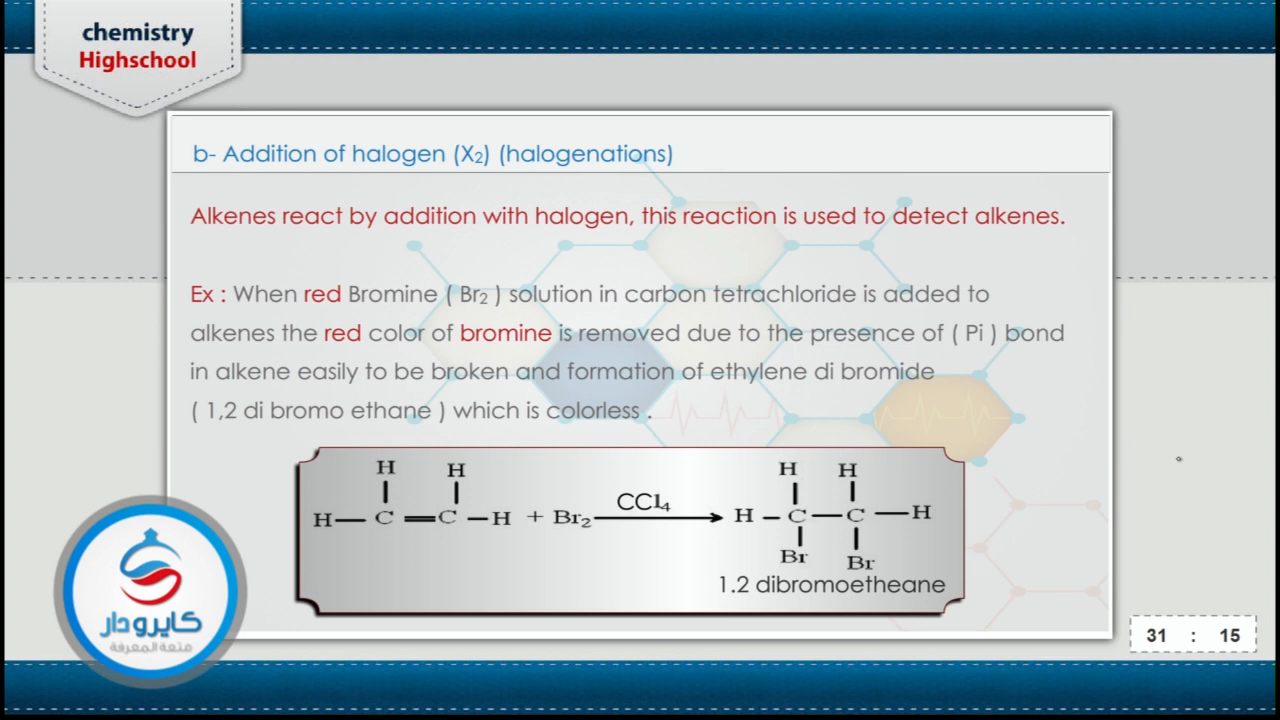 chemistry
Highschool
b- Addition of halogen (X₂) (halogenations)
Alkenes react by addition with halogen, this reaction is used to detect alkenes.
Ex : When red Bromine ( Br₂ ) solution in carbon tetrachloride is added to
alkenes the red color of bromine is removed due to the presence of ( Pi ) bond
in alkene easily to be broken and formation of ethylene di bromide
( 1,2 di bromo ethane ) which is colorless .
H H H H
CCl₄
H — C = C — H + Br₂ → H — C — C — H
Br Br
1.2 dibromoetheane
كايرودار
متعة المعرفة
31 : 15